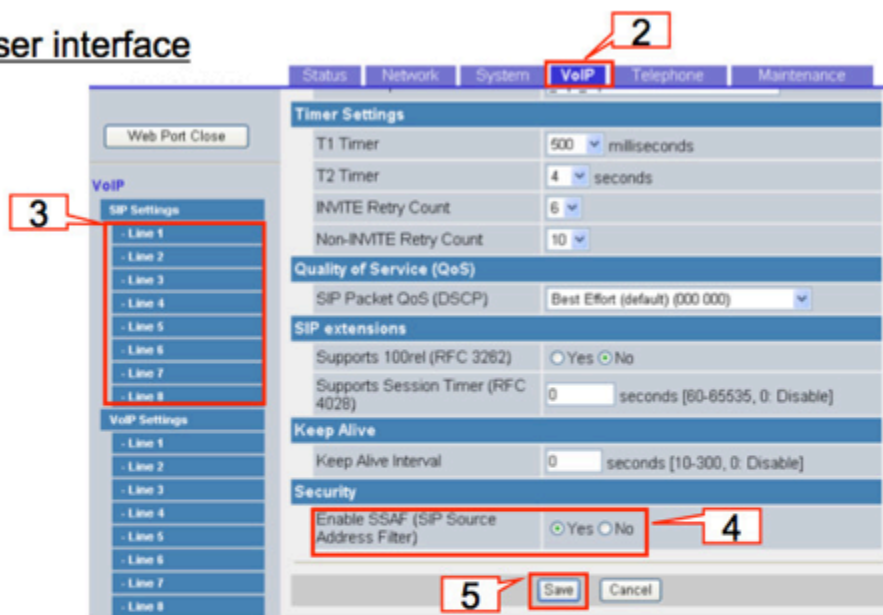 ser interface
2
Status Network System VoIP Telephone Maintenance
Web Port Close
VoIP
3
SIP Settings
- Line 1
- Line 2
- Line 3
- Line 4
- Line 5
- Line 6
- Line 7
- Line 8
VoIP Settings
- Line 1
- Line 2
- Line 3
- Line 4
- Line 5
- Line 6
- Line 7
- Line 8
Timer Settings
T1 Timer 500 milliseconds
T2 Timer 4 seconds
INVITE Retry Count 6
Non-INVITE Retry Count 10
Quality of Service (QoS)
SIP Packet QoS (DSCP) Best Effort (default) (000 000)
SIP extensions
Supports 100rel (RFC 3262) Yes No
Supports Session Timer (RFC
4028) 0 seconds [60-65535, 0: Disable]
Keep Alive
Keep Alive Interval 0 seconds [10-300, 0: Disable]
Security
Enable SSAF (SIP Source
Address Filter) Yes No
4
5
Save Cancel